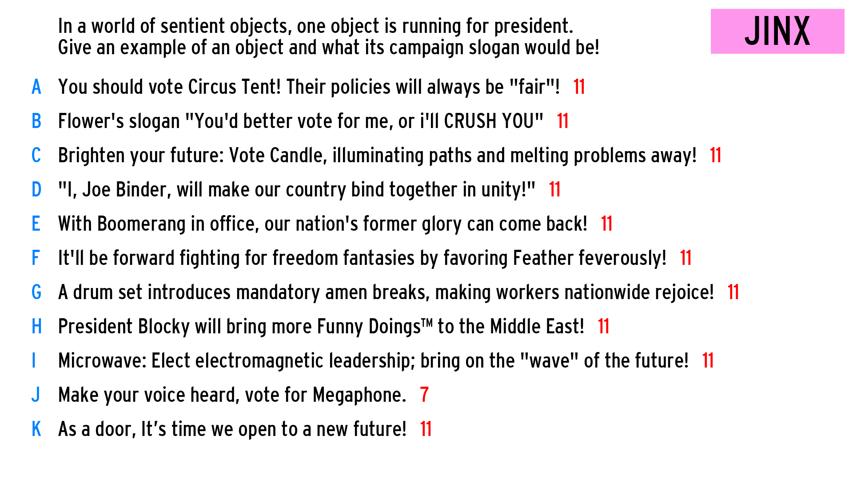 In a world of sentient objects, one object is running for president.
Give an example of an object and what its campaign slogan would be!
JINX
A You should vote Circus Tent! Their policies will always be "fair"! 11
B Flower's slogan "You'd better vote for me, or i'll CRUSH YOU" 11
C Brighten your future: Vote Candle, illuminating paths and melting problems away! 11
D "I, Joe Binder, will make our country bind together in unity!" 11
E With Boomerang in office, our nation's former glory can come back! 11
F It'll be forward fighting for freedom fantasies by favoring Feather feverously! 11
G A drum set introduces mandatory amen breaks, making workers nationwide rejoice! 11
H President Blocky will bring more Funny Doings™ to the Middle East! 11
I Microwave: Elect electromagnetic leadership; bring on the "wave" of the future! 11
J Make your voice heard, vote for Megaphone. 7
K As a door, It’s time we open to a new future! 11